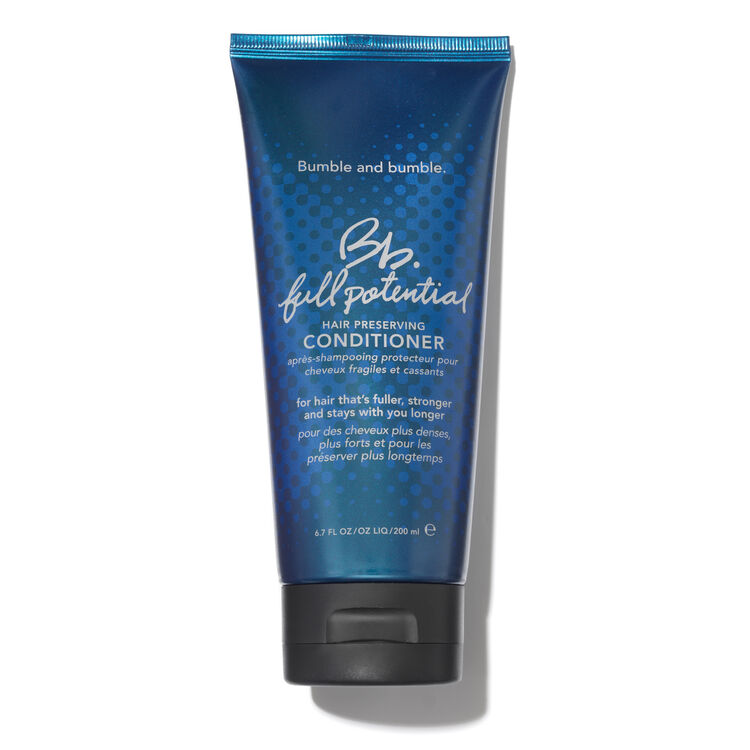 Bumble and bumble.
Bb.
full potential
HAIR PRESERVING
CONDITIONER
après-shampooing protecteur pour
cheveux fragiles et cassants
for hair that's fuller, stronger
and stays with you longer
pour des cheveux plus denses,
plus forts et pour les
préserver plus longtemps
6.7 FL OZ/OZ LIQ/200 ml ℮